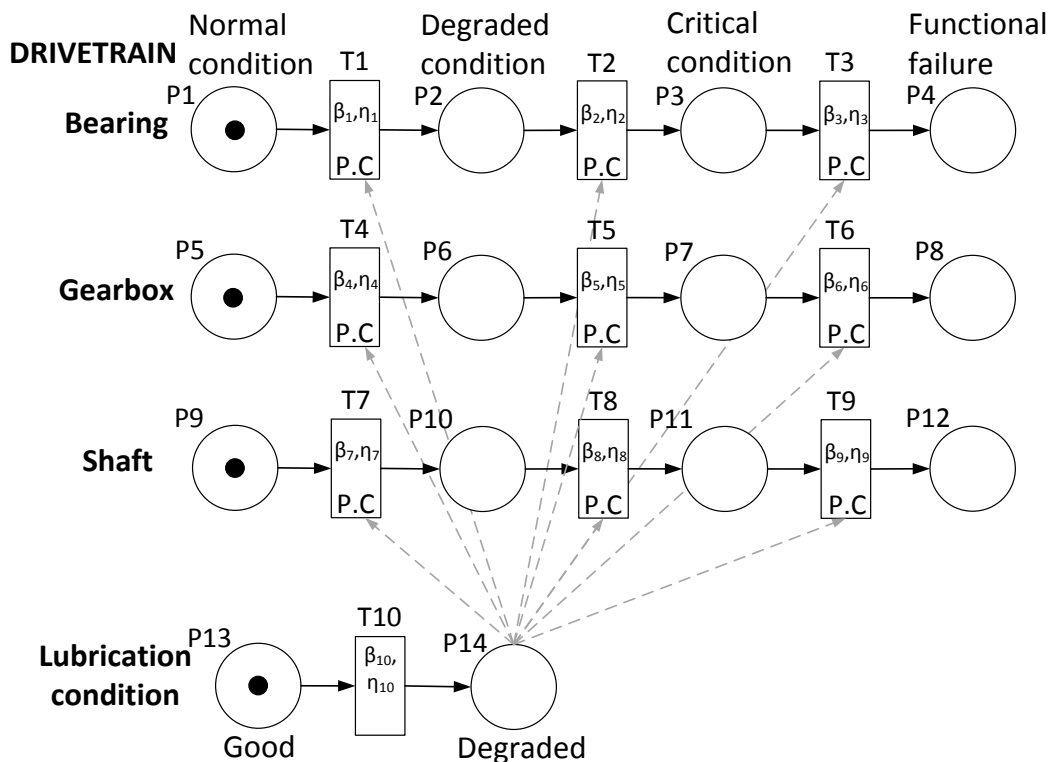 Normal condition
Degraded condition
Critical condition
Functional failure
DRIVETRAIN
T1
T2
T3
P1
P2
P3
P4
Bearing
β₁,η₁
β₂,η₂
β₃,η₃
P.C
P.C
P.C
T4
T5
T6
P5
P6
P7
P8
Gearbox
β₄,η₄
β₅,η₅
β₆,η₆
P.C
P.C
P.C
T7
T8
T9
P9
P10
P11
P12
Shaft
β₇,η₇
β₈,η₈
β₉,η₉
P.C
P.C
P.C
T10
P13
P14
Lubrication
condition
β₁₀,
η₁₀
Good
Degraded